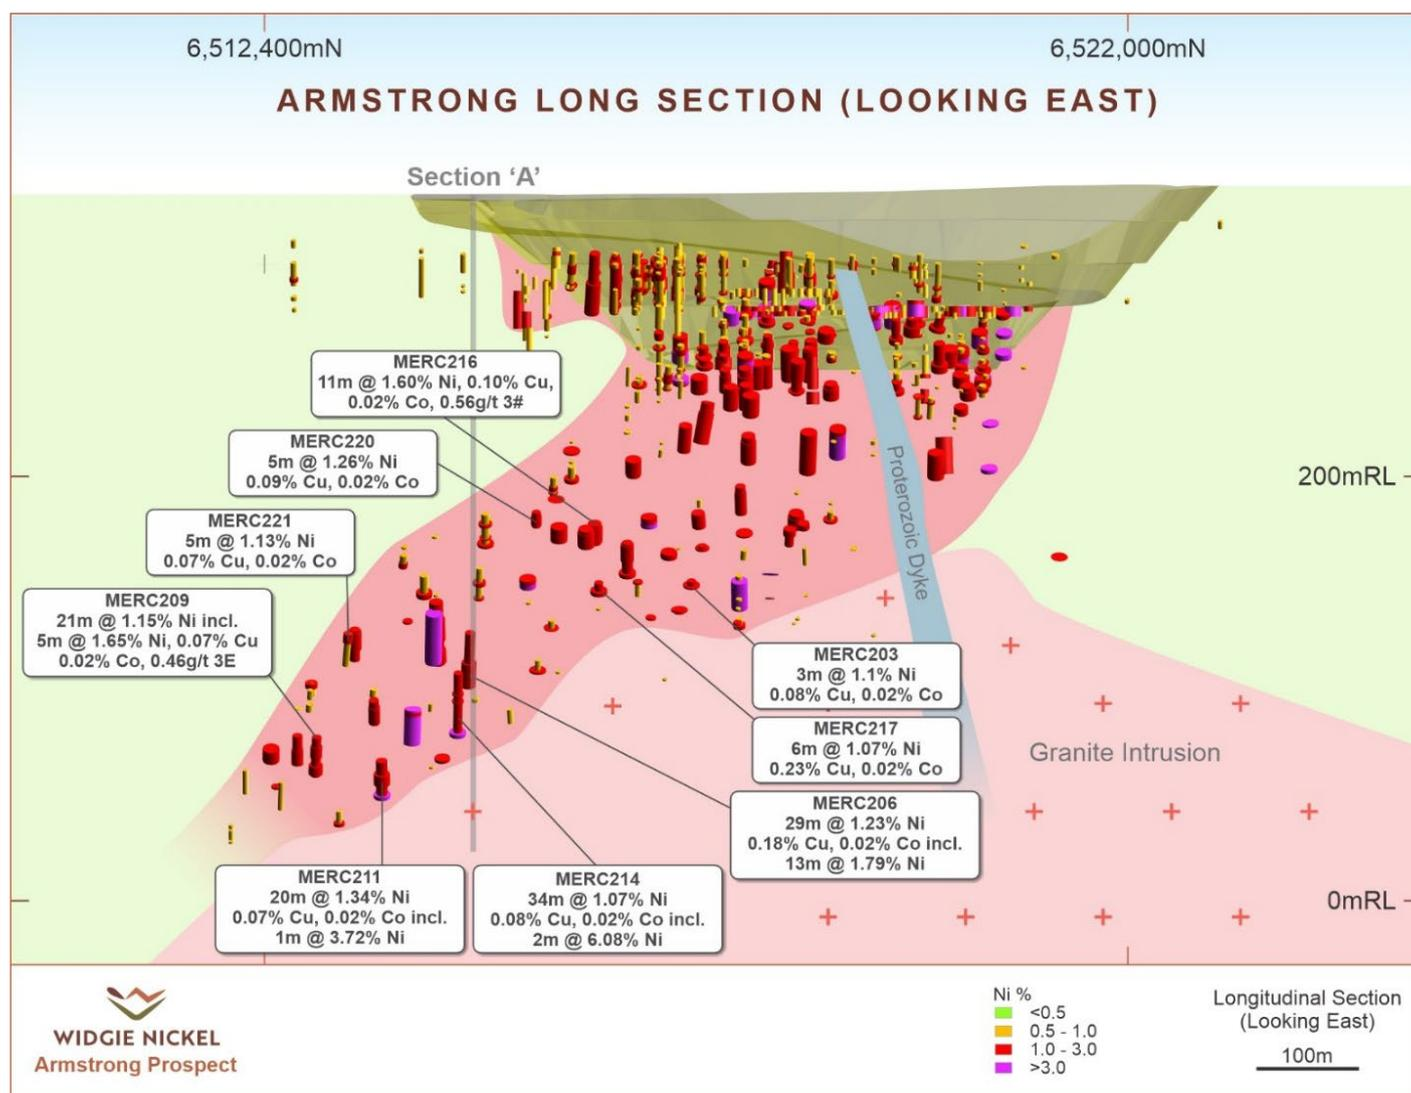 6,512,400mN
6,522,000mN
ARMSTRONG LONG SECTION (LOOKING EAST)
Section ‘A’
MERC216
11m @ 1.60% Ni, 0.10% Cu,
0.02% Co, 0.56g/t 3#
MERC220
5m @ 1.26% Ni
0.09% Cu, 0.02% Co
200mRL
Proterozoic Dyke
MERC221
5m @ 1.13% Ni
0.07% Cu, 0.02% Co
MERC209
21m @ 1.15% Ni incl.
5m @ 1.65% Ni, 0.07% Cu
0.02% Co, 0.46g/t 3E
MERC203
3m @ 1.1% Ni
0.08% Cu, 0.02% Co
MERC217
6m @ 1.07% Ni
0.23% Cu, 0.02% Co
Granite Intrusion
MERC206
29m @ 1.23% Ni
0.18% Cu, 0.02% Co incl.
13m @ 1.79% Ni
MERC211
20m @ 1.34% Ni
0.07% Cu, 0.02% Co incl.
1m @ 3.72% Ni
MERC214
34m @ 1.07% Ni
0.08% Cu, 0.02% Co incl.
2m @ 6.08% Ni
0mRL
WIDGIE NICKEL
Armstrong Prospect
Ni %
<0.5
0.5 - 1.0
1.0 - 3.0
>3.0
Longitudinal Section
(Looking East)
100m